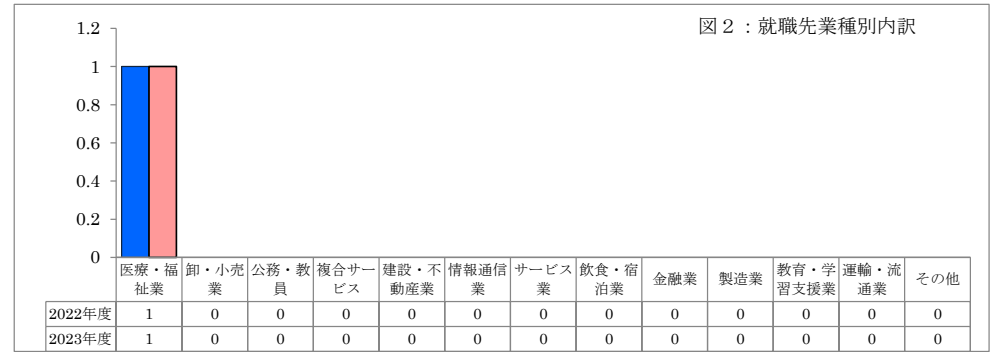 図２：就職先業種別内訳
1.2
1
0.8
0.6
0.4
0.2
0
医療・福祉業 卸・小売業 公務・教員 複合サービス 建設・不動産業 情報通信業 サービス業 飲食・宿泊業 金融業 製造業 教育・学習支援業 運輸・流通業 その他
2022年度 1 0 0 0 0 0 0 0 0 0 0 0 0
2023年度 1 0 0 0 0 0 0 0 0 0 0 0 0